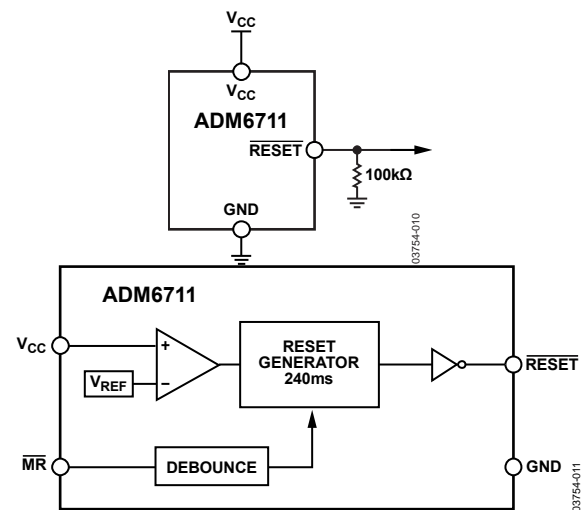 VCC
VCC
ADM6711
RESET
100kΩ
GND
03754-010
ADM6711
VCC
+
VREF
−
RESET
GENERATOR
240ms
RESET
MR
DEBOUNCE
GND
03754-011